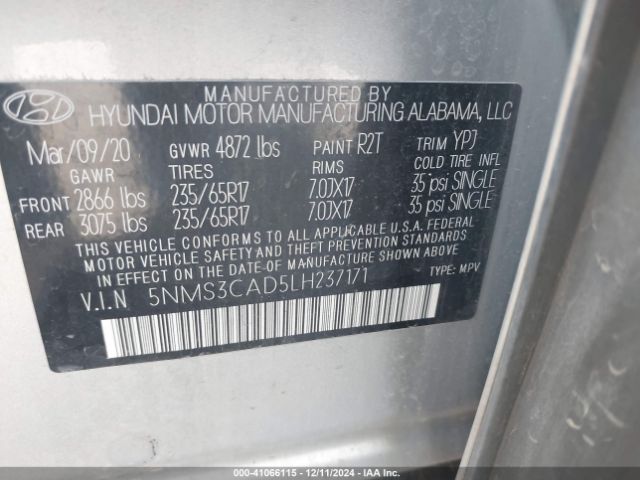 MANUFACTURED BY
HYUNDAI MOTOR MANUFACTURING ALABAMA, LLC
Mar/09/20 GVWR 4872 lbs PAINT R2T TRIM YPJ
GAWR TIRES RIMS COLD TIRE INFL
FRONT 2866 lbs 235/65R17 7.0JX17 35 psi SINGLE
REAR 3075 lbs 235/65R17 7.0JX17 35 psi SINGLE
THIS VEHICLE CONFORMS TO ALL APPLICABLE U.S.A. FEDERAL
MOTOR VEHICLE SAFETY AND THEFT PREVENTION STANDARDS
IN EFFECT ON THE DATE OF MANUFACTURE SHOWN ABOVE.
V.I.N 5NMS3CAD5LH237171 TYPE: MPV
000-41066115 - 12/11/2024 - IAA Inc.